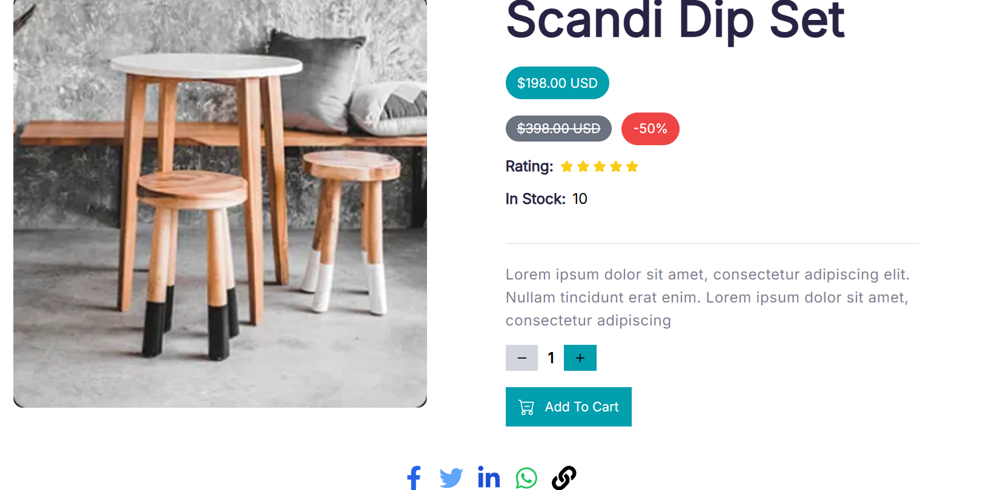 Scandi Dip Set
$198.00 USD
$398.00 USD -50%
Rating:
In Stock: 10
Lorem ipsum dolor sit amet, consectetur adipiscing elit.
Nullam tincidunt erat enim. Lorem ipsum dolor sit amet,
consectetur adipiscing
− 1 +
Add To Cart